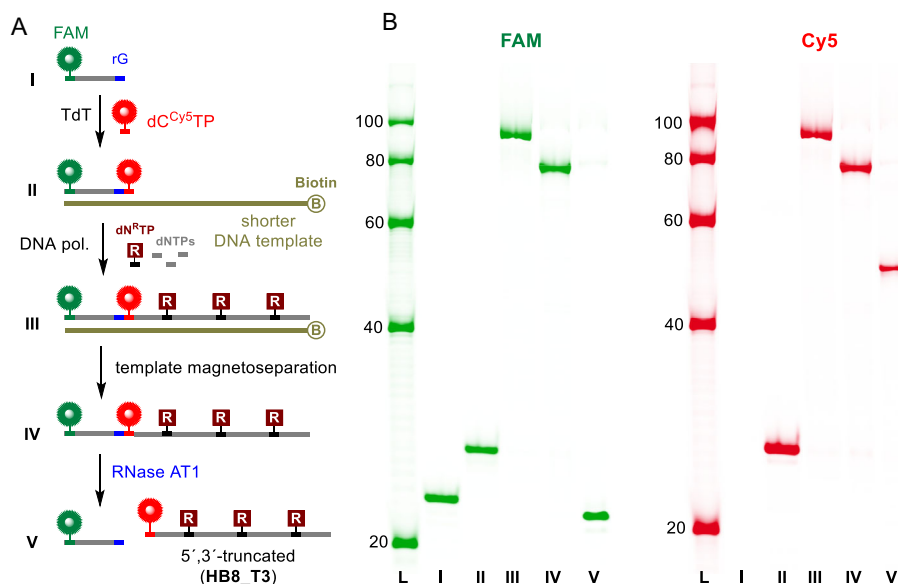 A
FAM
rG
I
TdT
dC^Cy5TP
II
Biotin
B
shorter
DNA template
DNA pol.
dN^RTP
dNTPs
R
R R R
III
B
template magnetoseparation
R R R
IV
RNase AT1
R R R
V
5´,3´-truncated
(HB8_T3)
B
FAM
100
80
60
40
20
L I II III IV V
Cy5
100
80
60
40
20
L I II III IV V